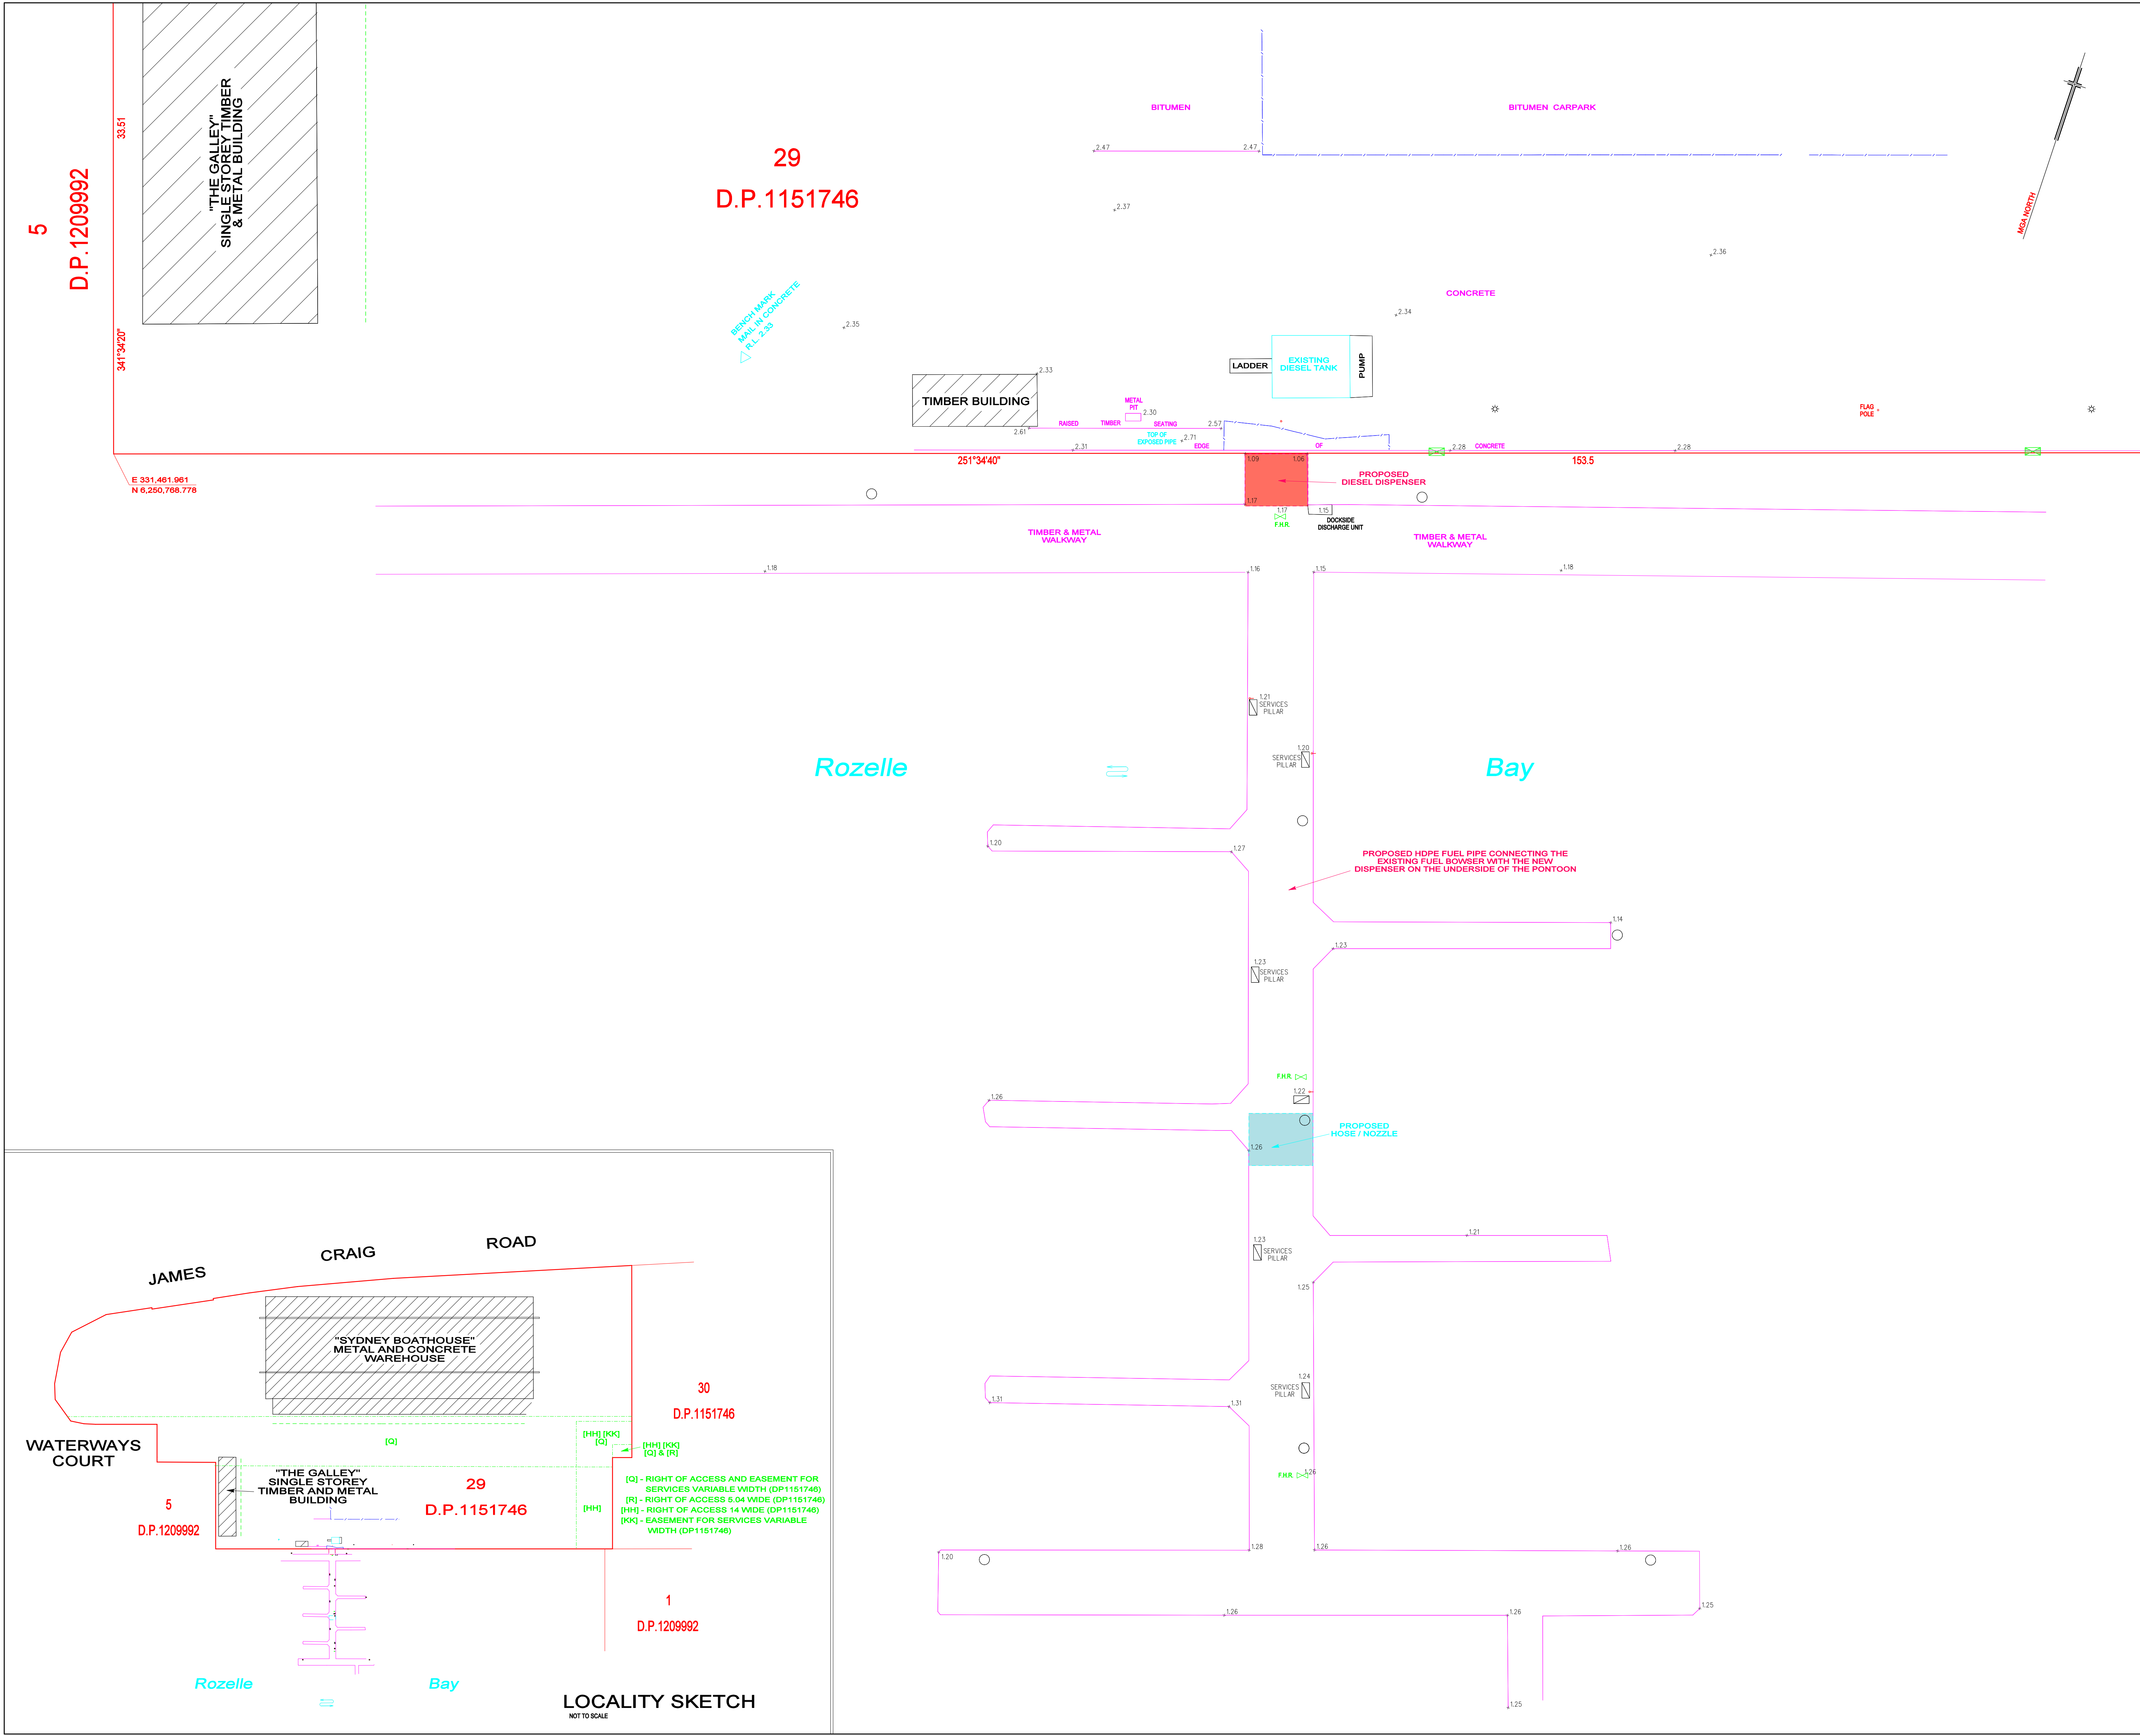 5
D.P.1209992
33.51
341°34'20"
"THE GALLEY"
SINGLE STOREY TIMBER
& METAL BUILDING
29
D.P.1151746
BITUMEN
BITUMEN CARPARK
2.47
2.47
2.37
2.36
MGA NORTH
CONCRETE
BENCH MARK
MAIL IN CONCRETE
R.L. 2.93
2.35
2.34
LADDER
EXISTING
DIESEL TANK
PUMP
2.33
TIMBER BUILDING
METAL
PIT
2.30
RAISED TIMBER SEATING
2.61
2.57
TOP OF
EXPOSED PIPE
2.71
FLAG
POLE
2.31
EDGE OF CONCRETE
2.28
2.28
251°34'40"
153.5
E 331,461.961
N 6,250,768.778
1.09
1.06
PROPOSED
DIESEL DISPENSER
1.17
1.17
1.15
F.H.R.
DOCKSIDE
DISCHARGE UNIT
TIMBER & METAL
WALKWAY
TIMBER & METAL
WALKWAY
1.18
1.16
1.15
1.18
1.21
SERVICES
PILLAR
1.20
SERVICES
PILLAR
Rozelle
Bay
1.20
1.27
PROPOSED HDPE FUEL PIPE CONNECTING THE
EXISTING FUEL BOWSER WITH THE NEW
DISPENSER ON THE UNDERSIDE OF THE PONTOON
1.14
1.23
1.23
SERVICES
PILLAR
F.H.R.
1.22
1.26
PROPOSED
HOSE / NOZZLE
1.26
1.21
1.23
SERVICES
PILLAR
1.25
1.24
SERVICES
PILLAR
1.31
1.31
F.H.R.
1.26
1.28
1.26
1.26
1.20
1.26
1.26
1.25
1.25
JAMES CRAIG ROAD
"SYDNEY BOATHOUSE"
METAL AND CONCRETE
WAREHOUSE
30
D.P.1151746
WATERWAYS
COURT
[Q]
[HH] [KK]
[Q]
[HH] [KK]
[Q] & [R]
"THE GALLEY"
SINGLE STOREY
TIMBER AND METAL
BUILDING
29
D.P.1151746
[HH]
5
D.P.1209992
[Q] - RIGHT OF ACCESS AND EASEMENT FOR
SERVICES VARIABLE WIDTH (DP1151746)
[R] - RIGHT OF ACCESS 5.04 WIDE (DP1151746)
[HH] - RIGHT OF ACCESS 14 WIDE (DP1151746)
[KK] - EASEMENT FOR SERVICES VARIABLE
WIDTH (DP1151746)
1
D.P.1209992
Rozelle
Bay
LOCALITY SKETCH
NOT TO SCALE